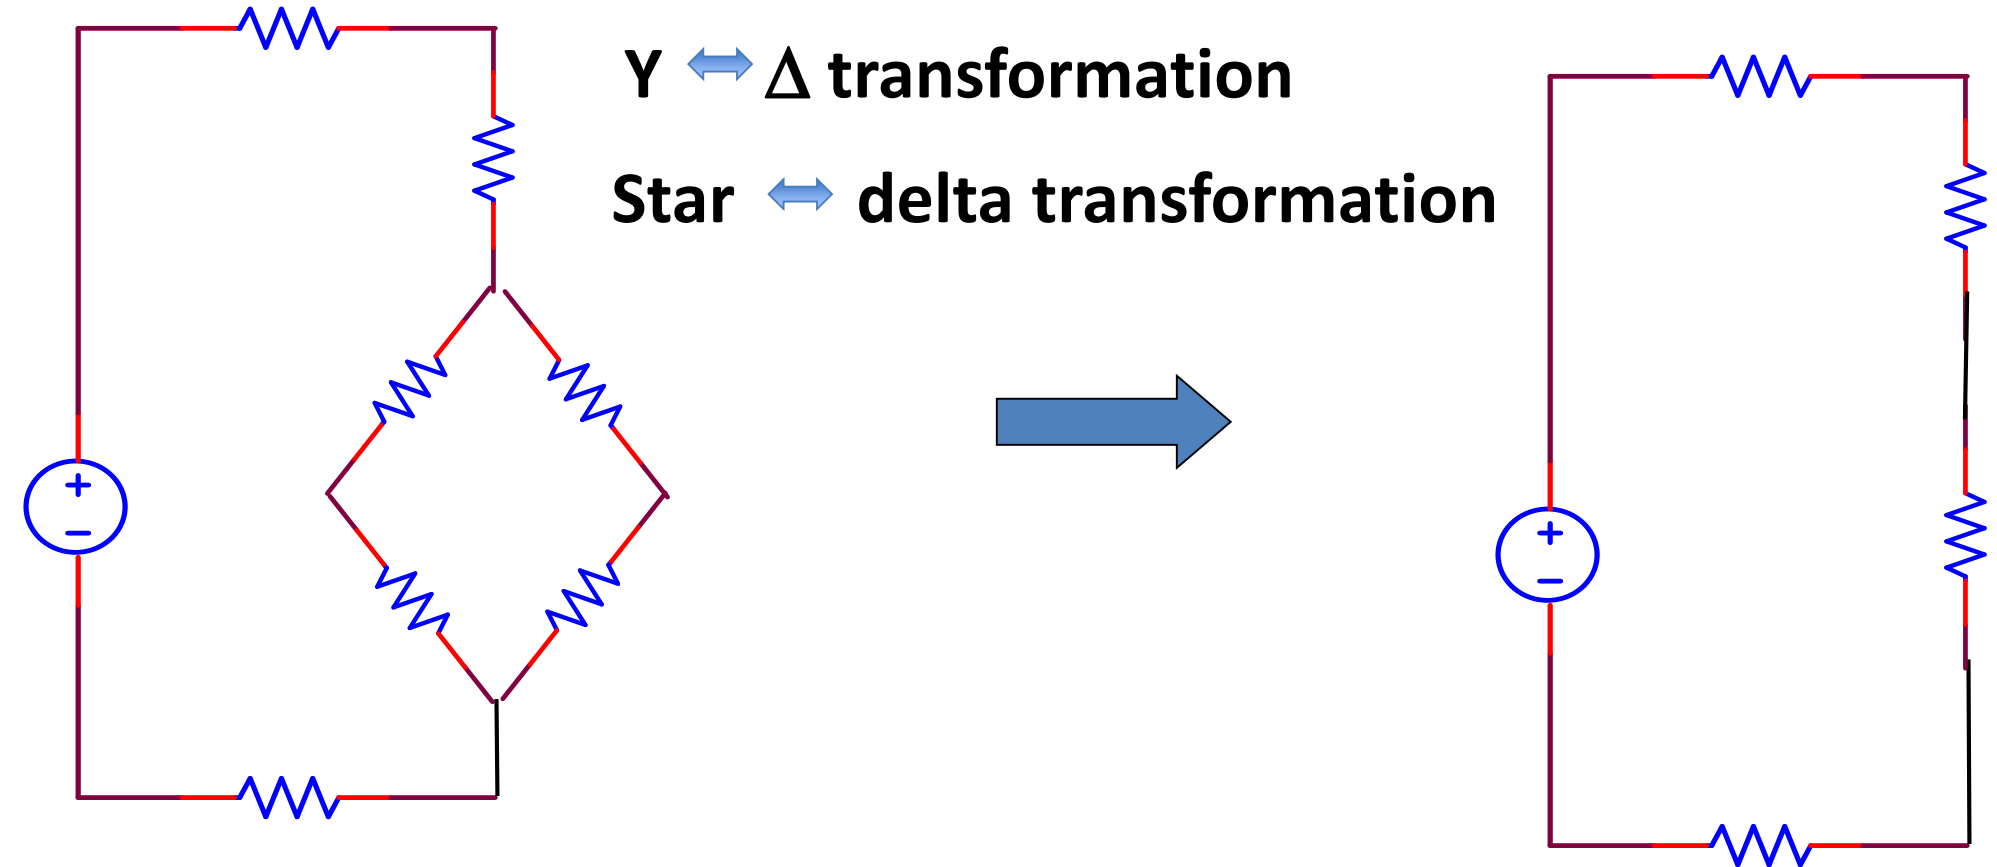 Y ⇔ Δ transformation
Star ⇔ delta transformation